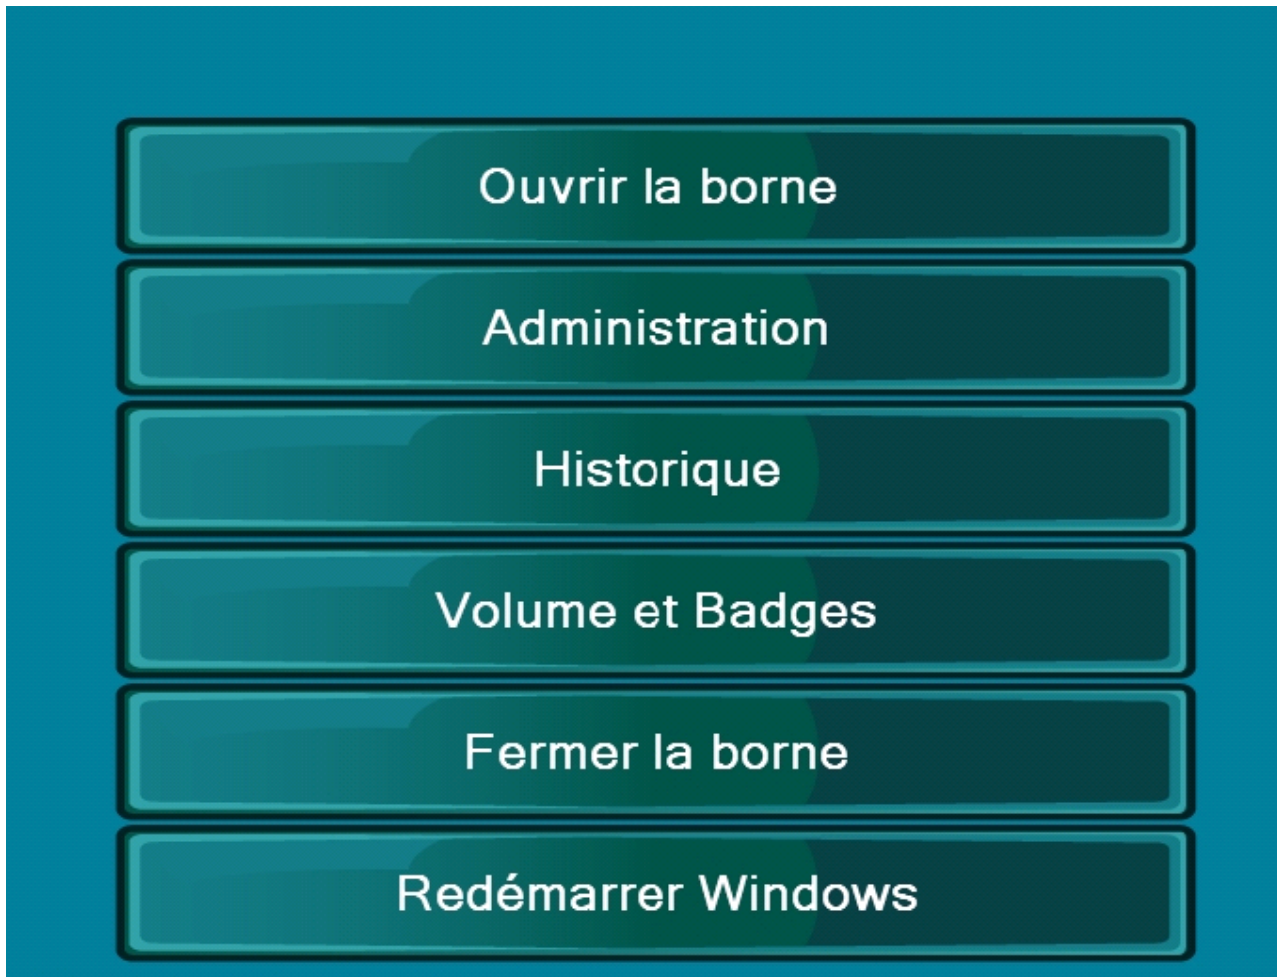 Ouvrir la borne
Administration
Historique
Volume et Badges
Fermer la borne
Redémarrer Windows